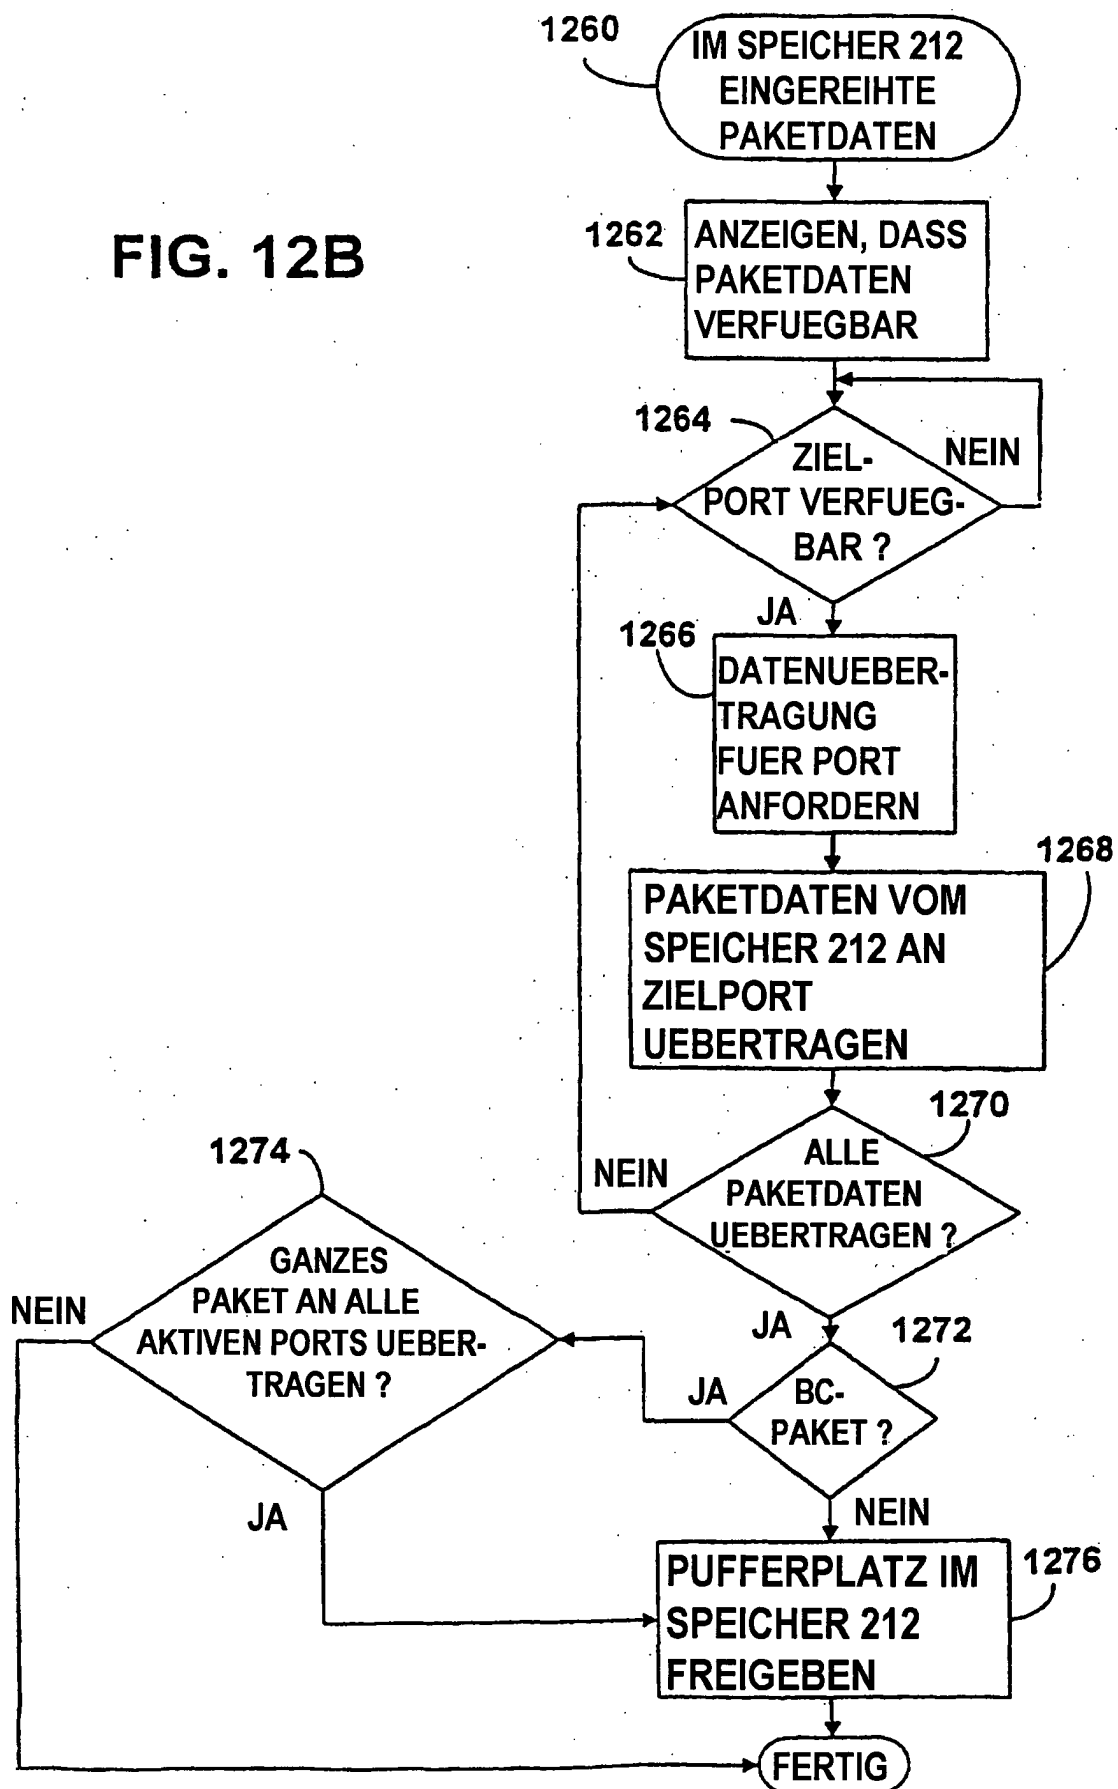 1260
IM SPEICHER 212
EINGEREIHTE
PAKETDATEN
FIG. 12B
1262
ANZEIGEN, DASS
PAKETDATEN
VERFUEGBAR
1264
ZIEL-
PORT VERFUEG-
BAR ?
NEIN
JA
1266
DATENUEBER-
TRAGUNG
FUER PORT
ANFORDERN
1268
PAKETDATEN VOM
SPEICHER 212 AN
ZIELPORT
UEBERTRAGEN
1270
ALLE
PAKETDATEN
UEBERTRAGEN ?
NEIN
JA
1272
BC-
PAKET ?
JA
NEIN
1274
GANZES
PAKET AN ALLE
AKTIVEN PORTS UEBER-
TRAGEN ?
NEIN
JA
1276
PUFFERPLATZ IM
SPEICHER 212
FREIGEBEN
FERTIG